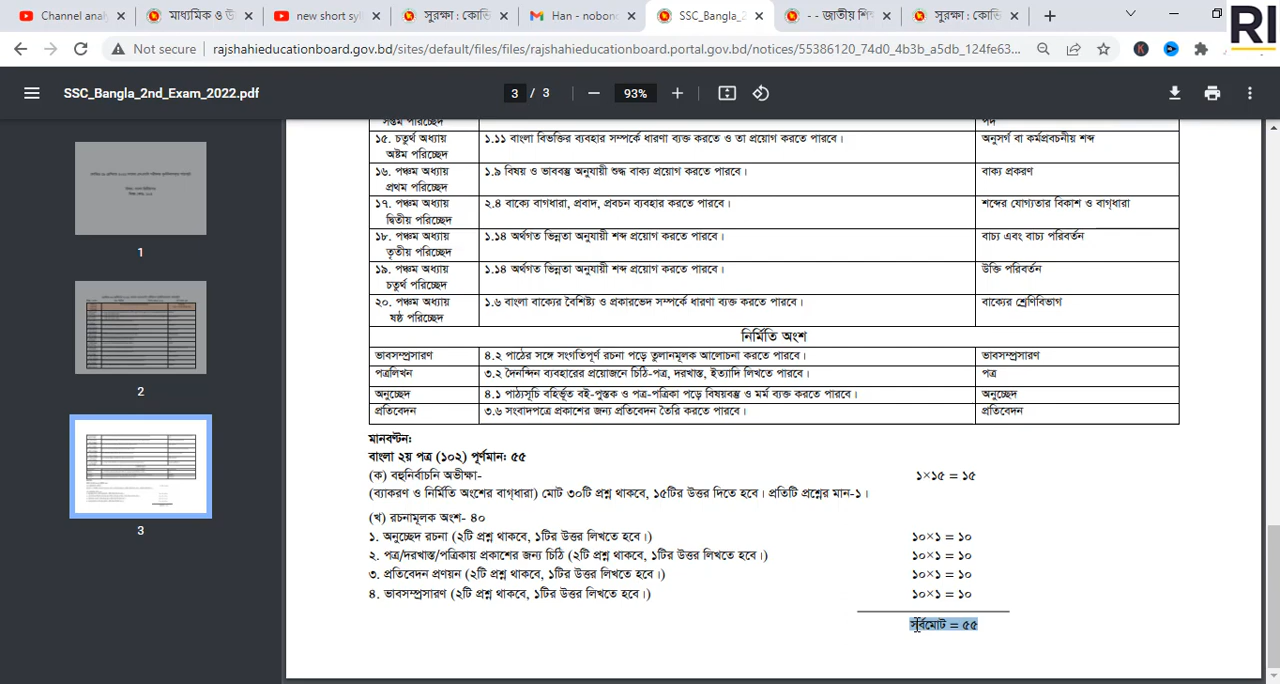 Channel anal
মাধ্যমিক ও উ
new short syl
সুরক্ষা : কোভি
Han - nobono
SSC_Bangla_2
- - জাতীয় শিক্
সুরক্ষা : কোভি
RI
Not secure
rajshahieducationboard.gov.bd/sites/default/files/files/rajshahieducationboard.portal.gov.bd/notices/55386120_74d0_4b3b_a5db_124fe63...
SSC_Bangla_2nd_Exam_2022.pdf
3 / 3
93%
সপ্তম পরিচ্ছেদ
পদ
১৫. চতুর্থ অধ্যায় অষ্টম পরিচ্ছেদ
১.১১ বাংলা বিভক্তির ব্যবহার সম্পর্কে ধারণা ব্যক্ত করতে ও তা প্রয়োগ করতে পারবে।
অনুসর্গ বা কর্মপ্রবচনীয় শব্দ
১৬. পঞ্চম অধ্যায় প্রথম পরিচ্ছেদ
১.৯ বিষয় ও ভাববস্তু অনুযায়ী শুদ্ধ বাক্য প্রয়োগ করতে পারবে।
বাক্য প্রকরণ
১৭. পঞ্চম অধ্যায় দ্বিতীয় পরিচ্ছেদ
২.৪ বাক্যে বাগধারা, প্রবাদ, প্রবচন ব্যবহার করতে পারবে।
শব্দের যোগ্যতার বিকাশ ও বাগ্‌ধারা
১৮. পঞ্চম অধ্যায় তৃতীয় পরিচ্ছেদ
১.১৪ অর্থগত ভিন্নতা অনুযায়ী শব্দ প্রয়োগ করতে পারবে।
বাচ্য এবং বাচ্য পরিবর্তন
১৯. পঞ্চম অধ্যায় চতুর্থ পরিচ্ছেদ
১.১৪ অর্থগত ভিন্নতা অনুযায়ী শব্দ প্রয়োগ করতে পারবে।
উক্তি পরিবর্তন
২০. পঞ্চম অধ্যায় ষষ্ঠ পরিচ্ছেদ
১.৬ বাংলা বাক্যের বৈশিষ্ট্য ও প্রকারভেদ সম্পর্কে ধারণা ব্যক্ত করতে পারবে।
বাক্যের শ্রেণিবিভাগ
নির্মিতি অংশ
ভাবসম্প্রসারণ
৪.২ পাঠের সঙ্গে সংগতিপূর্ণ রচনা পড়ে তুলানমূলক আলোচনা করতে পারবে।
ভাবসম্প্রসারণ
পত্রলিখন
৩.২ দৈনন্দিন ব্যবহারের প্রয়োজনে চিঠি-পত্র, দরখাস্ত, ইত্যাদি লিখতে পারবে।
পত্র
অনুচ্ছেদ
৪.১ পাঠ্যসূচি বহির্ভূত বই-পুস্তক ও পত্র-পত্রিকা পড়ে বিষয়বস্তু ও মর্ম ব্যক্ত করতে পারবে।
অনুচ্ছেদ
প্রতিবেদন
৩.৬ সংবাদপত্রে প্রকাশের জন্য প্রতিবেদন তৈরি করতে পারবে।
প্রতিবেদন
মানবণ্টন:
বাংলা ২য় পত্র (১০২) পূর্ণমান: ৫৫
(ক) বহুনির্বাচনি অভীক্ষা- ১×১৫ = ১৫
(ব্যাকরণ ও নির্মিতি অংশের বাগ্‌ধারা) মোট ৩০টি প্রশ্ন থাকবে, ১৫টির উত্তর দিতে হবে। প্রতিটি প্রশ্নের মান-১।
(খ) রচনামূলক অংশ- ৪০
১. অনুচ্ছেদ রচনা (২টি প্রশ্ন থাকবে, ১টির উত্তর লিখতে হবে।) ১০×১ = ১০
২. পত্র/দরখাস্ত/পত্রিকায় প্রকাশের জন্য চিঠি (২টি প্রশ্ন থাকবে, ১টির উত্তর লিখতে হবে।) ১০×১ = ১০
৩. প্রতিবেদন প্রণয়ন (২টি প্রশ্ন থাকবে, ১টির উত্তর লিখতে হবে।) ১০×১ = ১০
৪. ভাবসম্প্রসারণ (২টি প্রশ্ন থাকবে, ১টির উত্তর লিখতে হবে।) ১০×১ = ১০
সর্বমোট = ৫৫
1
2
3